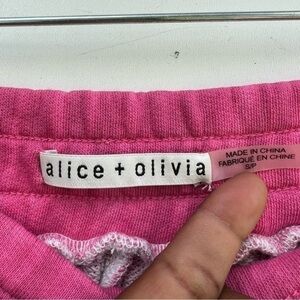 alice + olivia
MADE IN CHINA
FABRIQUÉ EN CHINE
S/P